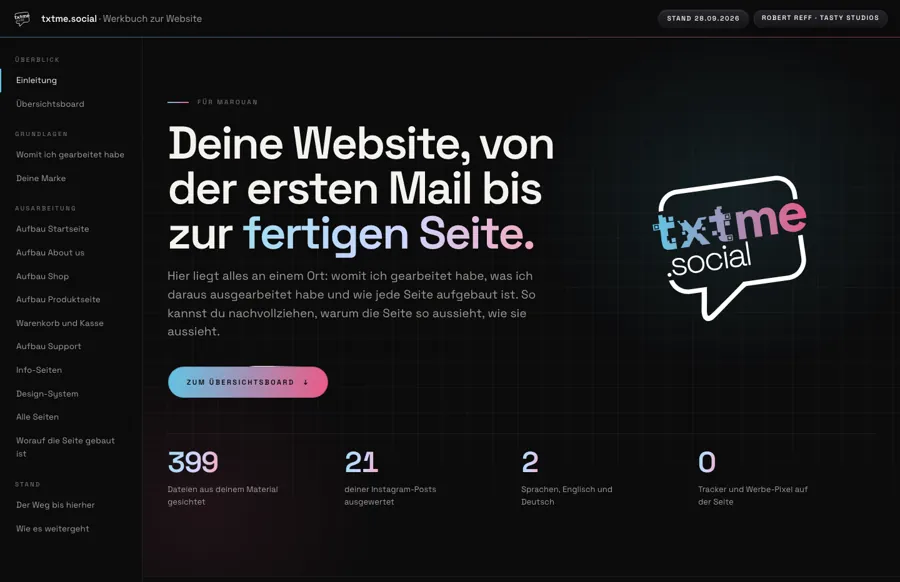 txtme.social · Werkbuch zur Website
STAND 28.09.2026
ROBERT REFF · TASTY STUDIOS
ÜBERBLICK
Einleitung
Übersichtsboard
GRUNDLAGEN
Womit ich gearbeitet habe
Deine Marke
AUSARBEITUNG
Aufbau Startseite
Aufbau About us
Aufbau Shop
Aufbau Produktseite
Warenkorb und Kasse
Aufbau Support
Info-Seiten
Design-System
Alle Seiten
Worauf die Seite gebaut
ist
STAND
Der Weg bis hierher
Wie es weitergeht
FÜR MAROUAN
Deine Website, von
der ersten Mail bis
zur fertigen Seite.
Hier liegt alles an einem Ort: womit ich gearbeitet habe, was ich
daraus ausgearbeitet habe und wie jede Seite aufgebaut ist. So
kannst du nachvollziehen, warum die Seite so aussieht, wie sie
aussieht.
ZUM ÜBERSICHTSBOARD ↓
txtme
.social
399
Dateien aus deinem Material
gesichtet
21
deiner Instagram-Posts
ausgewertet
2
Sprachen, Englisch und
Deutsch
0
Tracker und Werbe-Pixel auf
der Seite